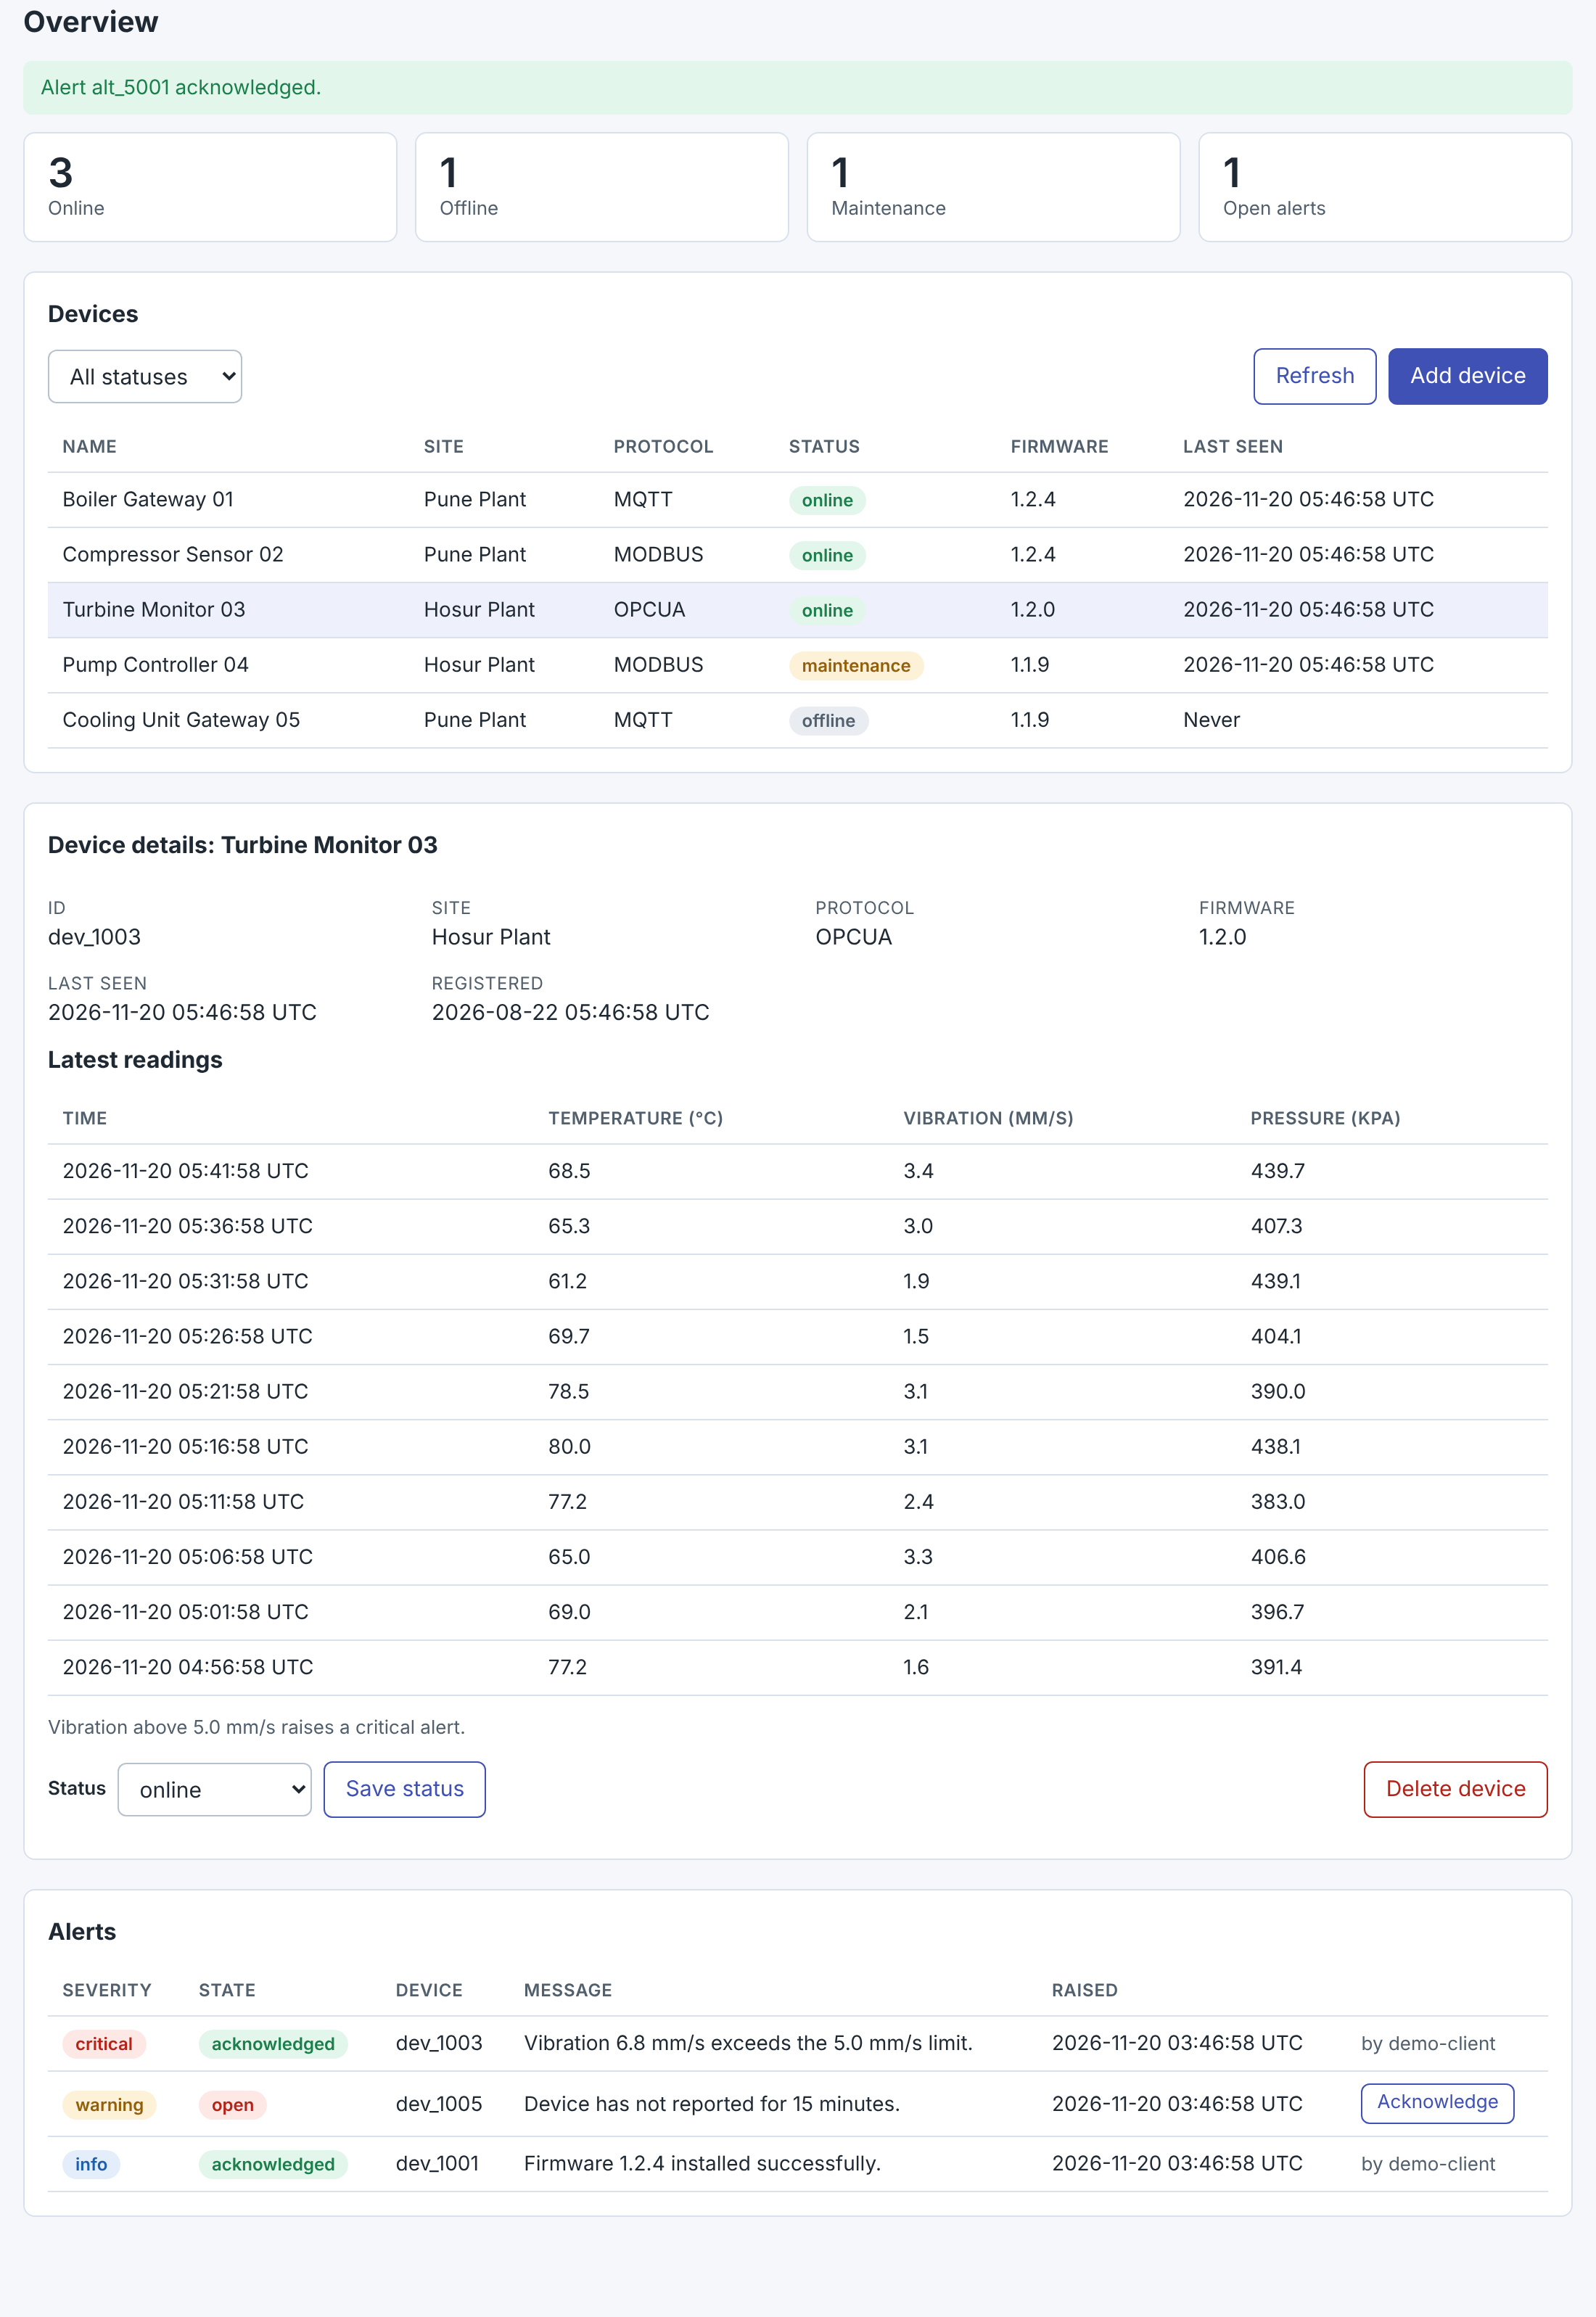 Overview
Alert alt_5001 acknowledged.
3
Online
1
Offline
1
Maintenance
1
Open alerts
Devices
All statuses
Refresh
Add device
NAME SITE PROTOCOL STATUS FIRMWARE LAST SEEN
Boiler Gateway 01 Pune Plant MQTT online 1.2.4 2026-11-20 05:46:58 UTC
Compressor Sensor 02 Pune Plant MODBUS online 1.2.4 2026-11-20 05:46:58 UTC
Turbine Monitor 03 Hosur Plant OPCUA online 1.2.0 2026-11-20 05:46:58 UTC
Pump Controller 04 Hosur Plant MODBUS maintenance 1.1.9 2026-11-20 05:46:58 UTC
Cooling Unit Gateway 05 Pune Plant MQTT offline 1.1.9 Never
Device details: Turbine Monitor 03
ID SITE PROTOCOL FIRMWARE
dev_1003 Hosur Plant OPCUA 1.2.0
LAST SEEN REGISTERED
2026-11-20 05:46:58 UTC 2026-08-22 05:46:58 UTC
Latest readings
TIME TEMPERATURE (°C) VIBRATION (MM/S) PRESSURE (KPA)
2026-11-20 05:41:58 UTC 68.5 3.4 439.7
2026-11-20 05:36:58 UTC 65.3 3.0 407.3
2026-11-20 05:31:58 UTC 61.2 1.9 439.1
2026-11-20 05:26:58 UTC 69.7 1.5 404.1
2026-11-20 05:21:58 UTC 78.5 3.1 390.0
2026-11-20 05:16:58 UTC 80.0 3.1 438.1
2026-11-20 05:11:58 UTC 77.2 2.4 383.0
2026-11-20 05:06:58 UTC 65.0 3.3 406.6
2026-11-20 05:01:58 UTC 69.0 2.1 396.7
2026-11-20 04:56:58 UTC 77.2 1.6 391.4
Vibration above 5.0 mm/s raises a critical alert.
Status online Save status Delete device
Alerts
SEVERITY STATE DEVICE MESSAGE RAISED
critical acknowledged dev_1003 Vibration 6.8 mm/s exceeds the 5.0 mm/s limit. 2026-11-20 03:46:58 UTC by demo-client
warning open dev_1005 Device has not reported for 15 minutes. 2026-11-20 03:46:58 UTC Acknowledge
info acknowledged dev_1001 Firmware 1.2.4 installed successfully. 2026-11-20 03:46:58 UTC by demo-client